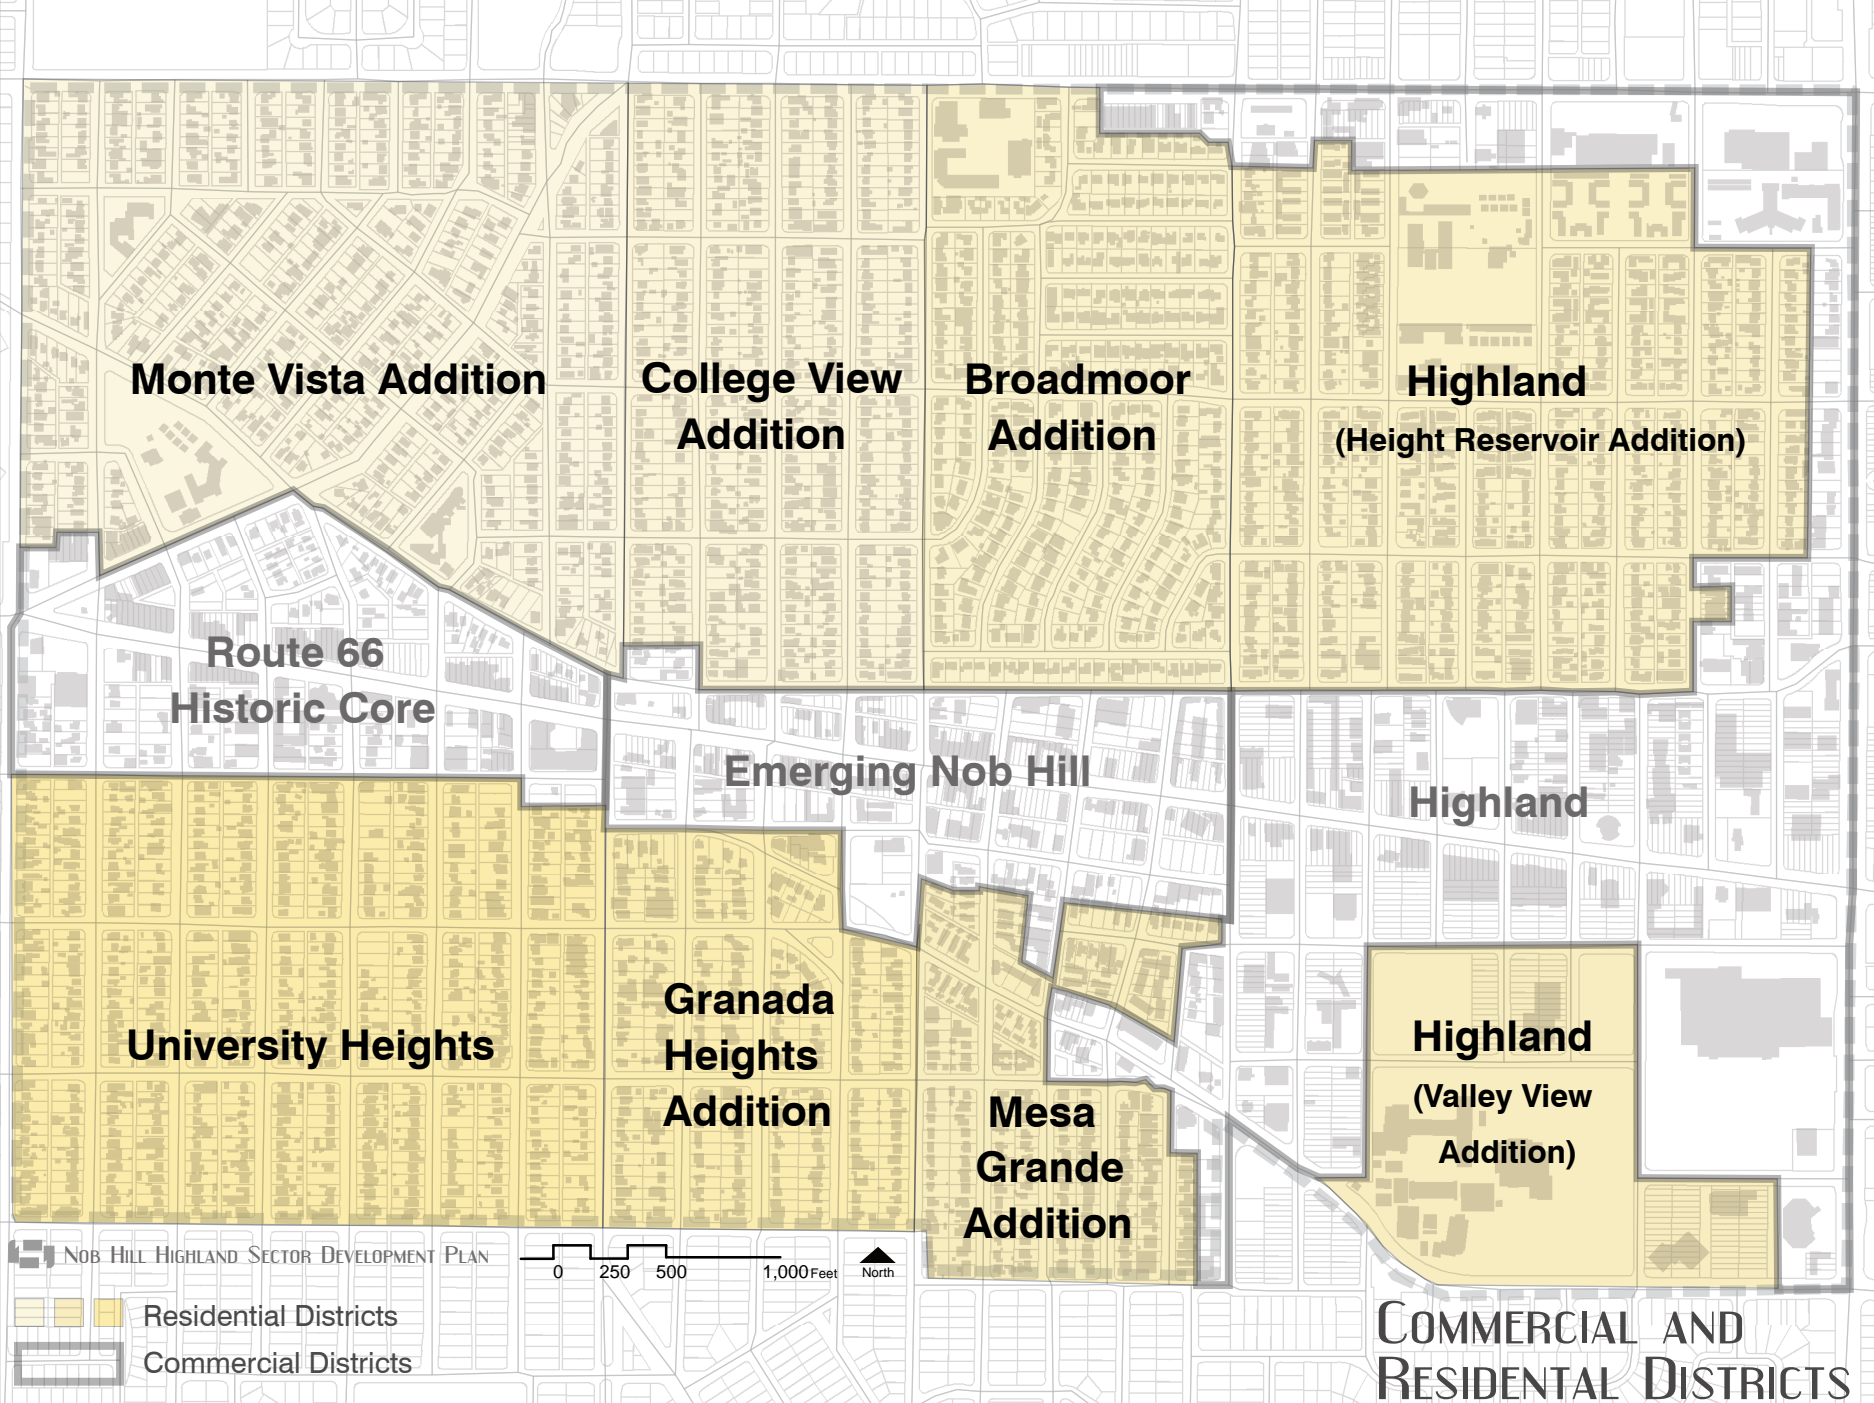 Monte Vista Addition
College View
Addition
Broadmoor
Addition
Highland
(Height Reservoir Addition)
Route 66
Historic Core
Emerging Nob Hill
Highland
University Heights
Granada
Heights
Addition
Mesa
Grande
Addition
Highland
(Valley View
Addition)
NOB HILL HIGHLAND SECTOR DEVELOPMENT PLAN
0 250 500 1,000 Feet
North
Residential Districts
Commercial Districts
COMMERCIAL AND
RESIDENTAL DISTRICTS